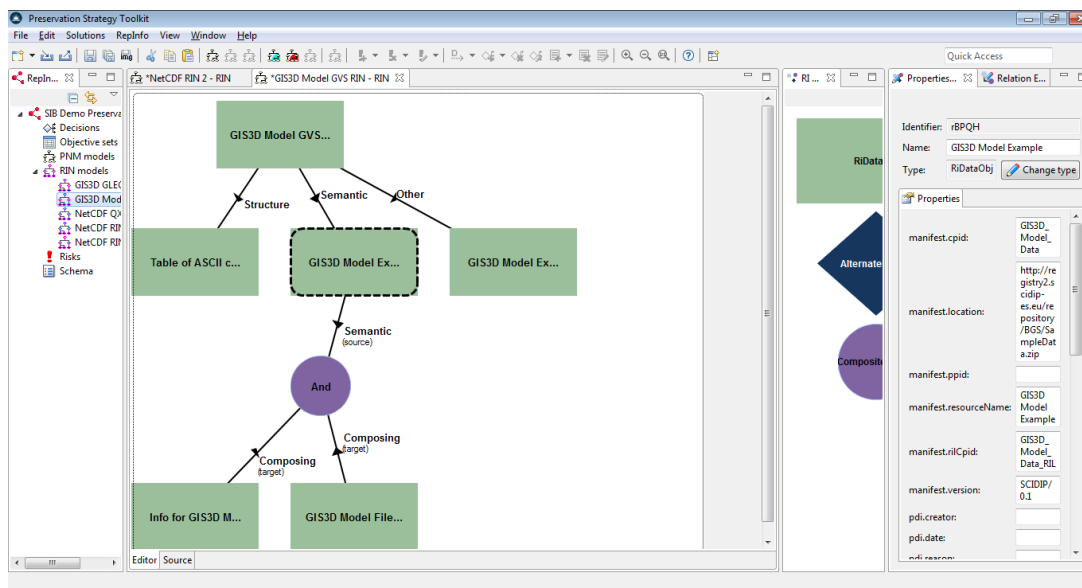 Preservation Strategy Toolkit
File Edit Solutions RepInfo View Window Help
Quick Access
RepIn...
*NetCDF RIN 2 - RIN
*GIS3D Model GVS RIN - RIN
RI ...
Properties...
Relation E...
SIB Demo Preserva
Decisions
Objective sets
PNM models
RIN models
GIS3D GLEC
GIS3D Mod
NetCDF QX
NetCDF RIN
NetCDF RIN
Risks
Schema
GIS3D Model GVS...
Structure
Semantic
Other
Table of ASCII c...
GIS3D Model Ex...
GIS3D Model Ex...
Semantic
(source)
And
Composing
(target)
Composing
(target)
Info for GIS3D M...
GIS3D Model File...
Editor Source
RiData
Alternate
Composite
Identifier: rBPQH
Name: GIS3D Model Example
Type: RiDataObj Change type
Properties
manifest.cpid:
GIS3D_
Model_
Data
manifest.location:
http://re
gistry2.s
cidip-
es.eu/re
pository
/BGS/Sa
mpleDat
a.zip
manifest.ppid:
manifest.resourceName:
GIS3D
Model
Example
manifest.rilCpid:
GIS3D_
Model_
Data_RIL
manifest.version:
SCIDIP/
0.1
pdi.creator:
pdi.date:
pdi.reason: